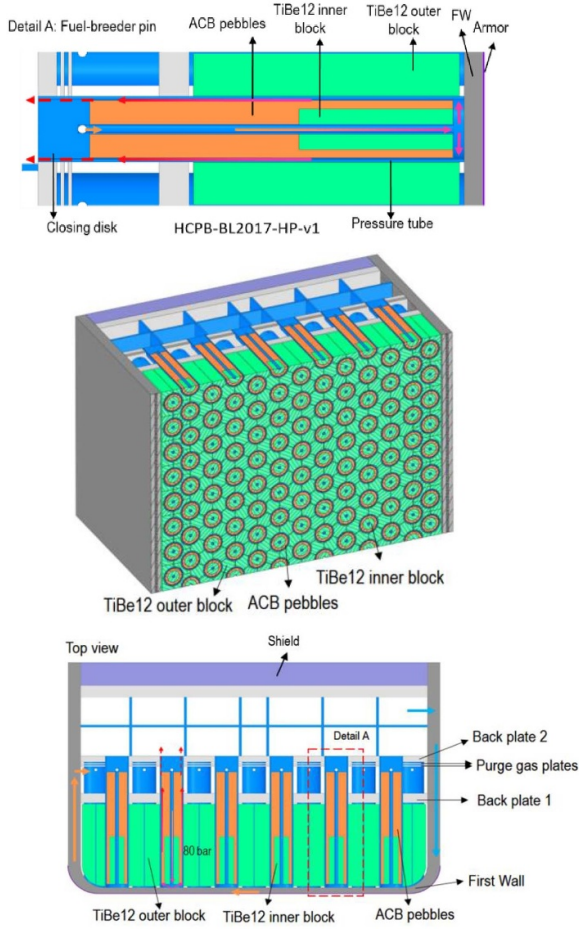 Detail A: Fuel-breeder pin
ACB pebbles
TiBe12 inner block
TiBe12 outer block
FW
Armor
Closing disk
HCPB-BL2017-HP-v1
Pressure tube
TiBe12 inner block
TiBe12 outer block
ACB pebbles
Top view
Shield
Detail A
Back plate 2
Purge gas plates
Back plate 1
80 bar
First Wall
TiBe12 outer block
TiBe12 inner block
ACB pebbles